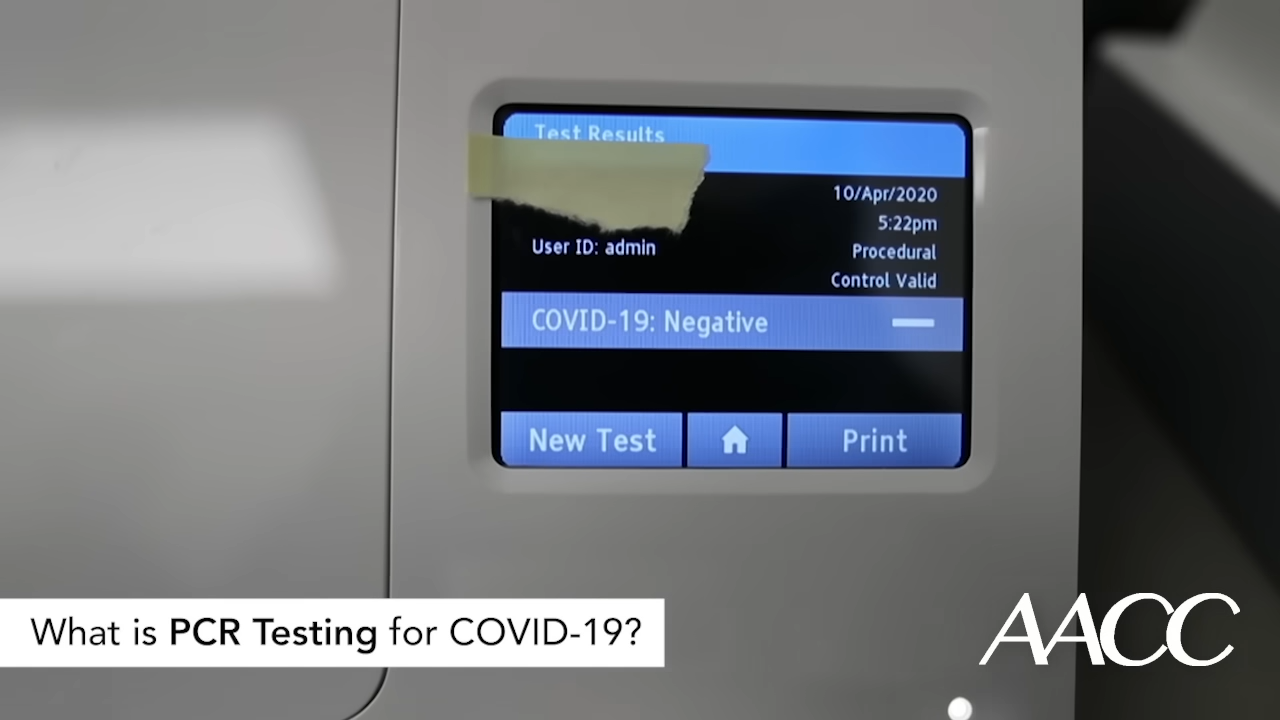 Test Results
10/Apr/2020
5:22pm
User ID: admin
Procedural
Control Valid
COVID-19: Negative
New Test
Print
What is PCR Testing for COVID-19?
AACC